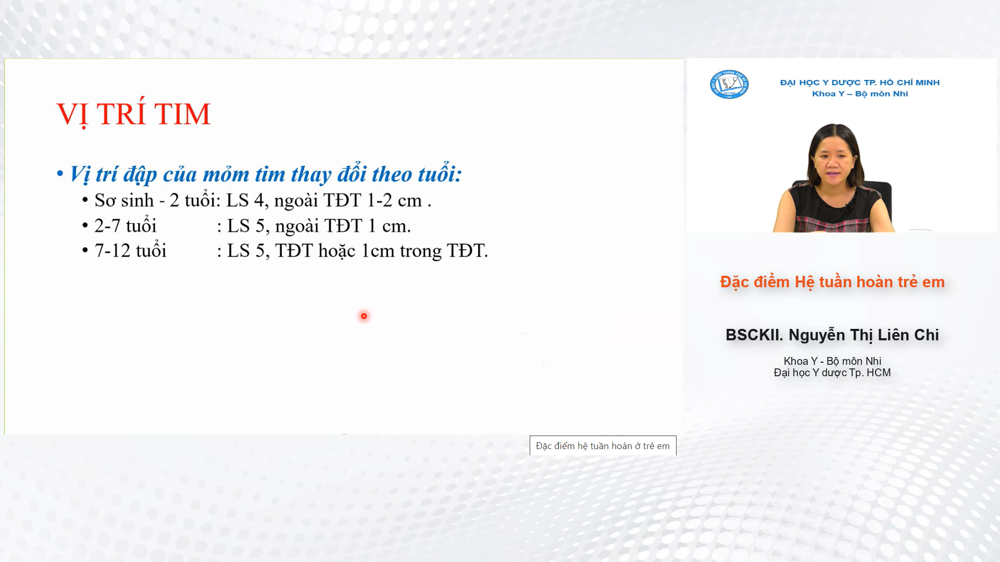 VỊ TRÍ TIM
• Vị trí đập của mỏm tim thay đổi theo tuổi:
• Sơ sinh - 2 tuổi: LS 4, ngoài TĐT 1-2 cm .
• 2-7 tuổi : LS 5, ngoài TĐT 1 cm.
• 7-12 tuổi : LS 5, TĐT hoặc 1cm trong TĐT.
Đặc điểm hệ tuần hoàn ở trẻ em
ĐẠI HỌC Y DƯỢC TP. HỒ CHÍ MINH
Khoa Y – Bộ môn Nhi
Đặc điểm Hệ tuần hoàn trẻ em
BSCKII. Nguyễn Thị Liên Chi
Khoa Y - Bộ môn Nhi
Đại học Y dược Tp. HCM